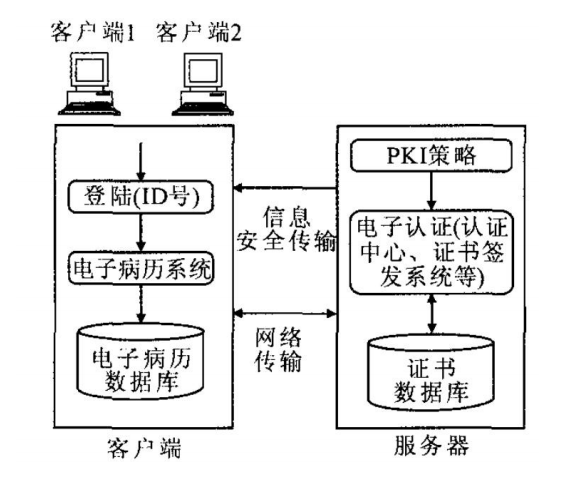 客户端1 客户端2
登陆(ID号)
电子病历系统
电子病历
数据库
客户端
信息
安全传输
网络
传输
PKI策略
电子认证(认证
中心、证书签
发系统等)
证书
数据库
服务器